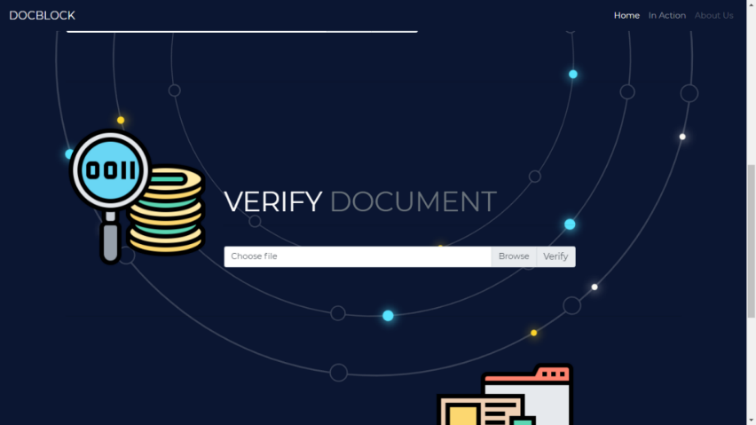 DOCBLOCK
Home In Action About Us
0011
VERIFY DOCUMENT
Choose file Browse Verify